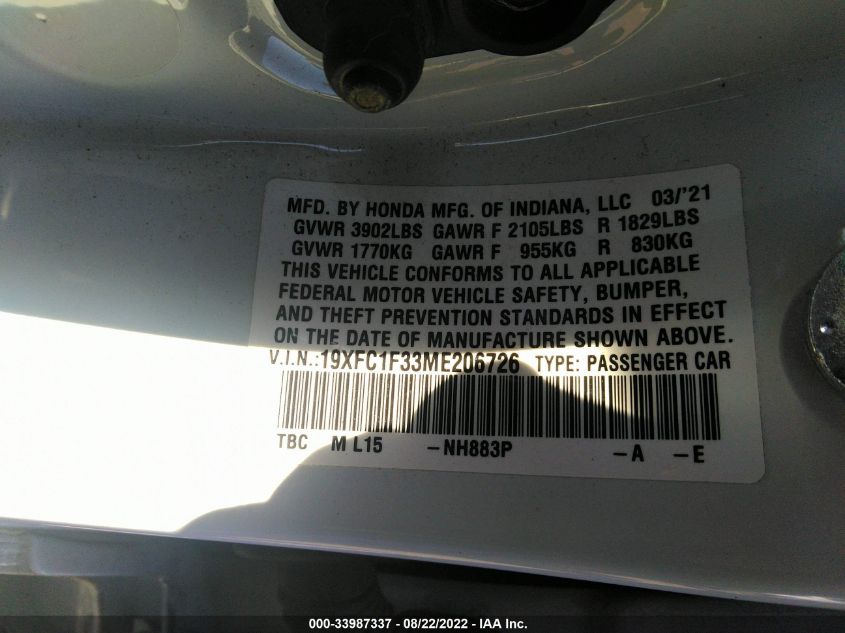 MFD. BY HONDA MFG. OF INDIANA, LLC 03/'21
GVWR 3902LBS GAWR F 2105LBS R 1829LBS
GVWR 1770KG GAWR F 955KG R 830KG
THIS VEHICLE CONFORMS TO ALL APPLICABLE
FEDERAL MOTOR VEHICLE SAFETY, BUMPER,
AND THEFT PREVENTION STANDARDS IN EFFECT
ON THE DATE OF MANUFACTURE SHOWN ABOVE.
V.I.N.:19XFC1F33ME206726 TYPE: PASSENGER CAR
TBC M L15 -NH883P -A -E
000-33987337 - 08/22/2022 - IAA Inc.